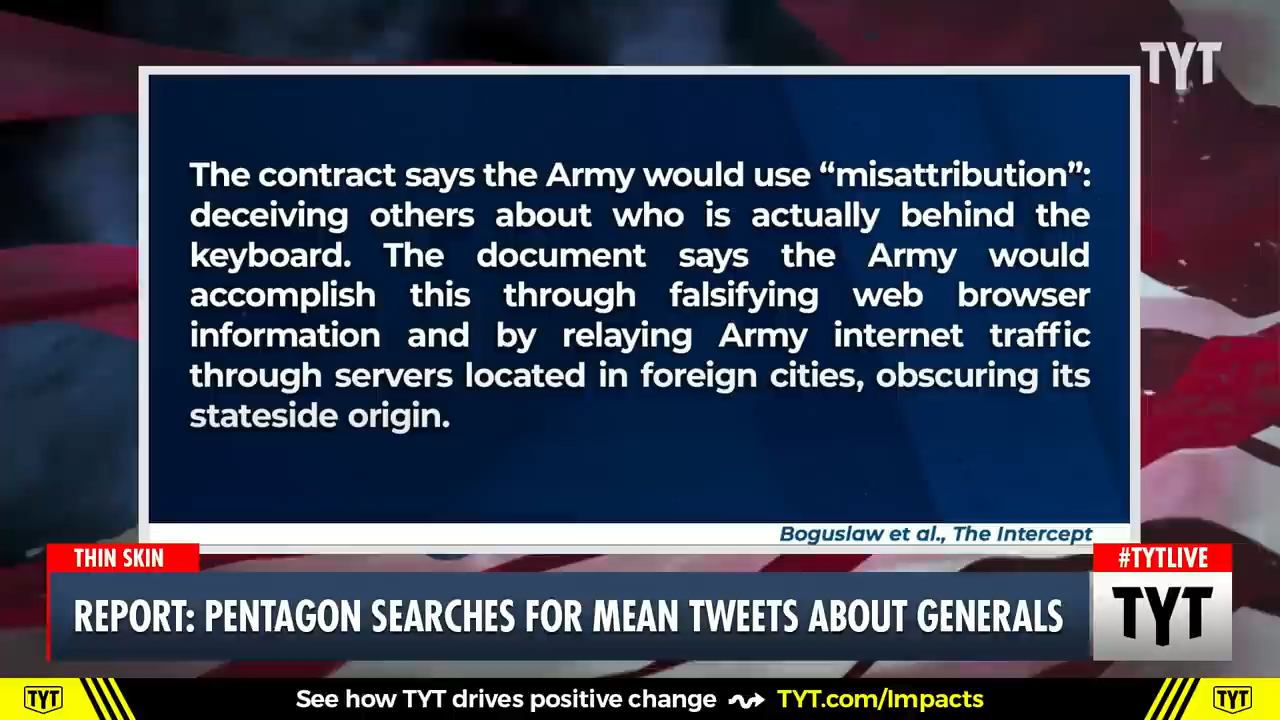 TYT
The contract says the Army would use “misattribution”:
deceiving others about who is actually behind the
keyboard. The document says the Army would
accomplish this through falsifying web browser
information and by relaying Army internet traffic
through servers located in foreign cities, obscuring its
stateside origin.
Boguslaw et al., The Intercept
THIN SKIN
#TYTLIVE
REPORT: PENTAGON SEARCHES FOR MEAN TWEETS ABOUT GENERALS
TYT
TYT
See how TYT drives positive change TYT.com/Impacts
TYT